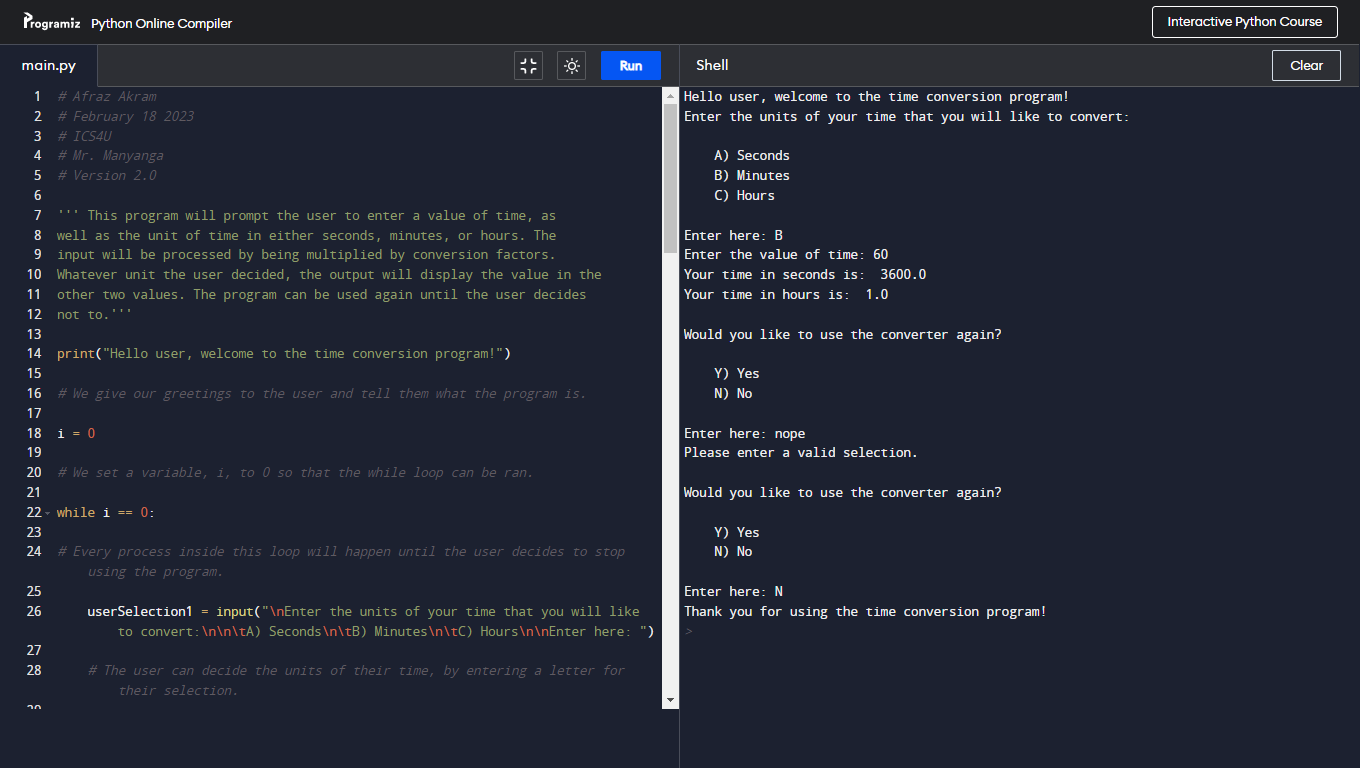 Programiz Python Online Compiler
Interactive Python Course
main.py
Run
Shell
Clear
1 # Afraz Akram
2 # February 18 2023
3 # ICS4U
4 # Mr. Manyanga
5 # Version 2.0
6
7 ''' This program will prompt the user to enter a value of time, as
8 well as the unit of time in either seconds, minutes, or hours. The
9 input will be processed by being multiplied by conversion factors.
10 Whatever unit the user decided, the output will display the value in the
11 other two values. The program can be used again until the user decides
12 not to.'''
13
14 print("Hello user, welcome to the time conversion program!")
15
16 # We give our greetings to the user and tell them what the program is.
17
18 i = 0
19
20 # We set a variable, i, to 0 so that the while loop can be ran.
21
22 while i == 0:
23
24 # Every process inside this loop will happen until the user decides to stop
using the program.
25
26 userSelection1 = input("\nEnter the units of your time that you will like
to convert:\n\n\tA) Seconds\n\tB) Minutes\n\tC) Hours\n\nEnter here: ")
27
28 # The user can decide the units of their time, by entering a letter for
their selection.
Hello user, welcome to the time conversion program!
Enter the units of your time that you will like to convert:
A) Seconds
B) Minutes
C) Hours
Enter here: B
Enter the value of time: 60
Your time in seconds is:  3600.0
Your time in hours is:  1.0
Would you like to use the converter again?
Y) Yes
N) No
Enter here: nope
Please enter a valid selection.
Would you like to use the converter again?
Y) Yes
N) No
Enter here: N
Thank you for using the time conversion program!
>